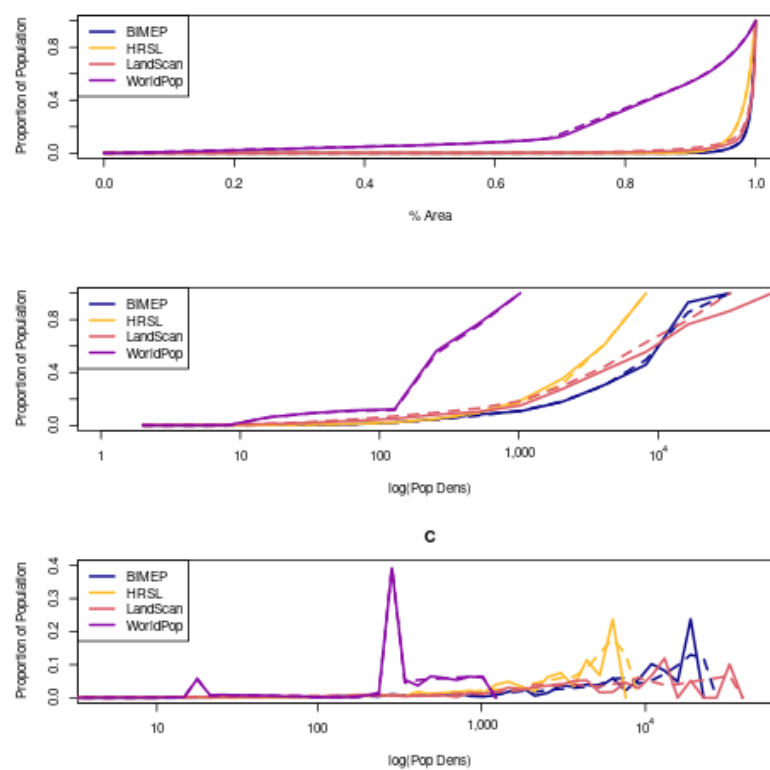 Proportion of Population
0.8
0.4
0.0
BIMEP
HRSL
LandScan
WorldPop
0.0 0.2 0.4 0.6 0.8 1.0
% Area
Proportion of Population
0.8
0.4
0.0
BIMEP
HRSL
LandScan
WorldPop
1 10 100 1,000 10⁴
log(Pop Dens)
C
Proportion of Population
0.4
0.3
0.2
0.1
0.0
BIMEP
HRSL
LandScan
WorldPop
10 100 1,000 10⁴
log(Pop Dens)